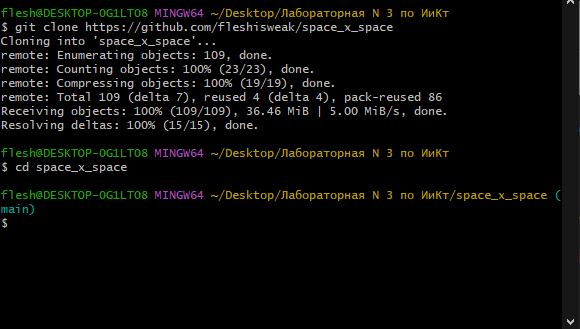 flesh@DESKTOP-OG1LTO8 MINGW64 ~/Desktop/Лабораторная N 3 по ИиКт
$ git clone https://github.com/fleshisweak/space_x_space
Cloning into 'space_x_space'...
remote: Enumerating objects: 109, done.
remote: Counting objects: 100% (23/23), done.
remote: Compressing objects: 100% (19/19), done.
remote: Total 109 (delta 7), reused 4 (delta 4), pack-reused 86
Receiving objects: 100% (109/109), 36.46 MiB | 5.00 MiB/s, done.
Resolving deltas: 100% (15/15), done.
flesh@DESKTOP-OG1LTO8 MINGW64 ~/Desktop/Лабораторная N 3 по ИиКт
$ cd space_x_space
flesh@DESKTOP-OG1LTO8 MINGW64 ~/Desktop/Лабораторная N 3 по ИиКт/space_x_space (
main)
$